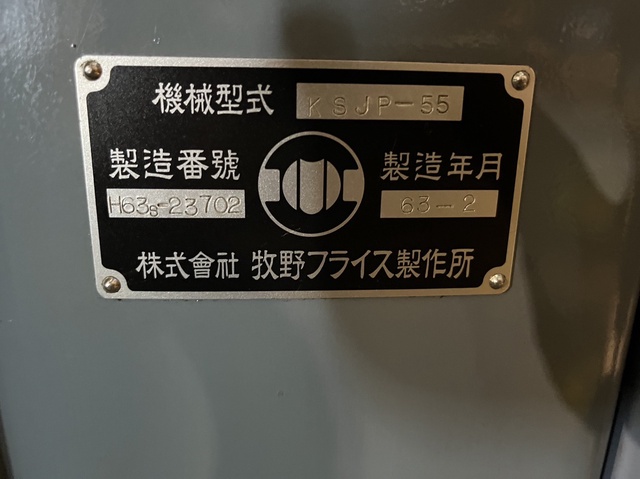 機械型式 KSJP-55
製造番號
H63s-23702
製造年月
63-2
株式會社 牧野フライス製作所